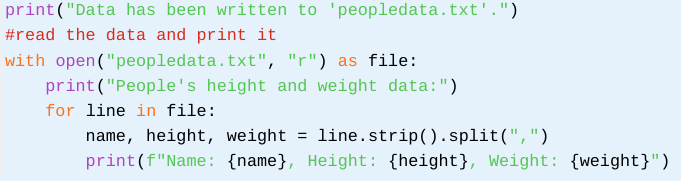 print("Data has been written to 'peopledata.txt'.")
#read the data and print it
with open("peopledata.txt", "r") as file:
    print("People's height and weight data:")
    for line in file:
        name, height, weight = line.strip().split(",")
        print(f"Name: {name}, Height: {height}, Weight: {weight}")